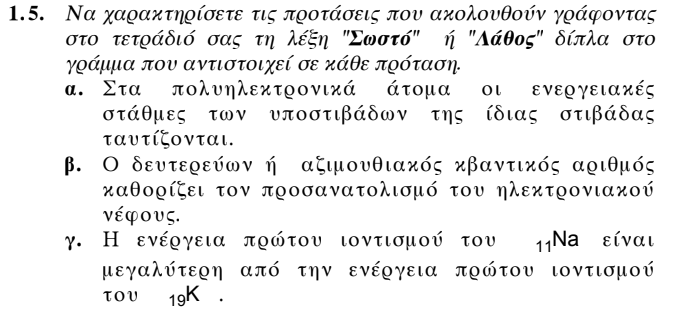 1.5. Να χαρακτηρίσετε τις προτάσεις που ακολουθούν γράφοντας
στο τετράδιό σας τη λέξη "Σωστό" ή "Λάθος" δίπλα στο
γράμμα που αντιστοιχεί σε κάθε πρόταση.
α. Στα πολυηλεκτρονικά άτομα οι ενεργειακές
στάθμες των υποστιβάδων της ίδιας στιβάδας
ταυτίζονται.
β. Ο δευτερεύων ή αζιμουθιακός κβαντικός αριθμός
καθορίζει τον προσανατολισμό του ηλεκτρονιακού
νέφους.
γ. Η ενέργεια πρώτου ιοντισμού του ₁₁Na είναι
μεγαλύτερη από την ενέργεια πρώτου ιοντισμού
του ₁₉K .